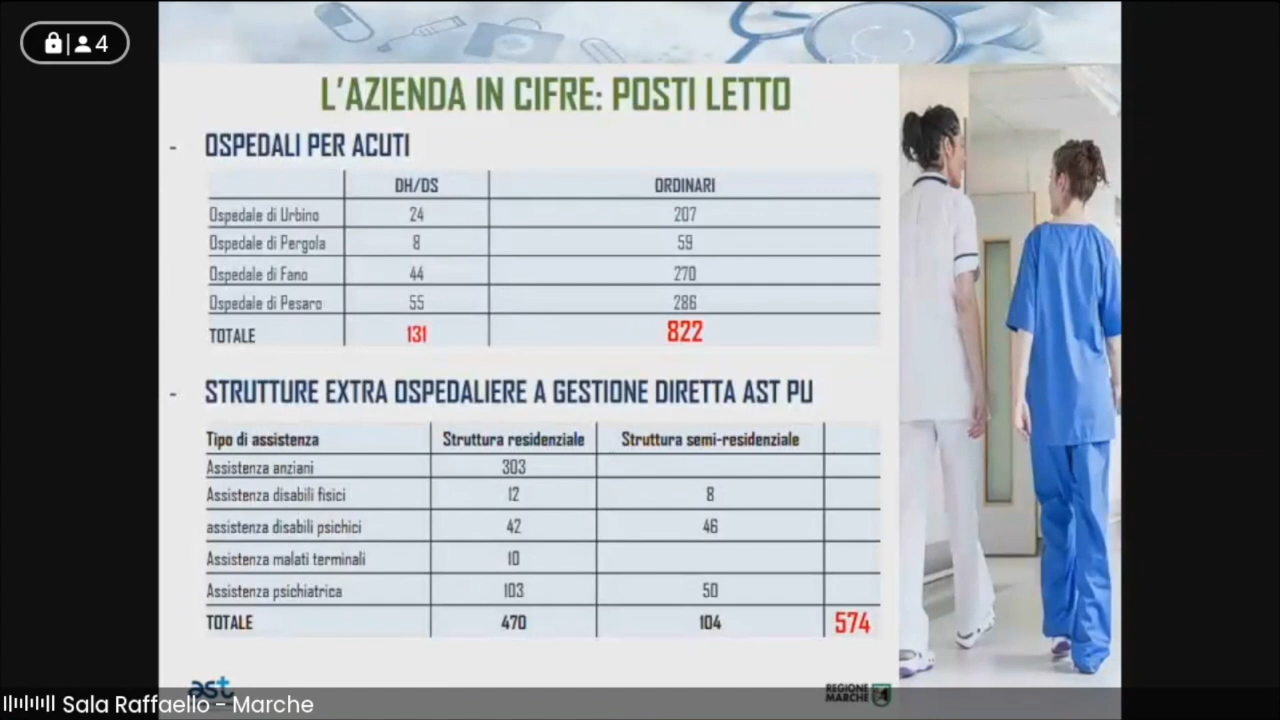 4
L'AZIENDA IN CIFRE: POSTI LETTO
- OSPEDALI PER ACUTI
DH/DS ORDINARI
Ospedale di Urbino 24 207
Ospedale di Pergola 8 59
Ospedale di Fano 44 270
Ospedale di Pesaro 55 286
TOTALE 131 822
- STRUTTURE EXTRA OSPEDALIERE A GESTIONE DIRETTA AST PU
Tipo di assistenza Struttura residenziale Struttura semi-residenziale
Assistenza anziani 303
Assistenza disabili fisici 12 8
assistenza disabili psichici 42 46
Assistenza malati terminali 10
Assistenza psichiatrica 103 50
TOTALE 470 104 574
ast
REGIONE
MARCHE
Sala Raffaello - Marche